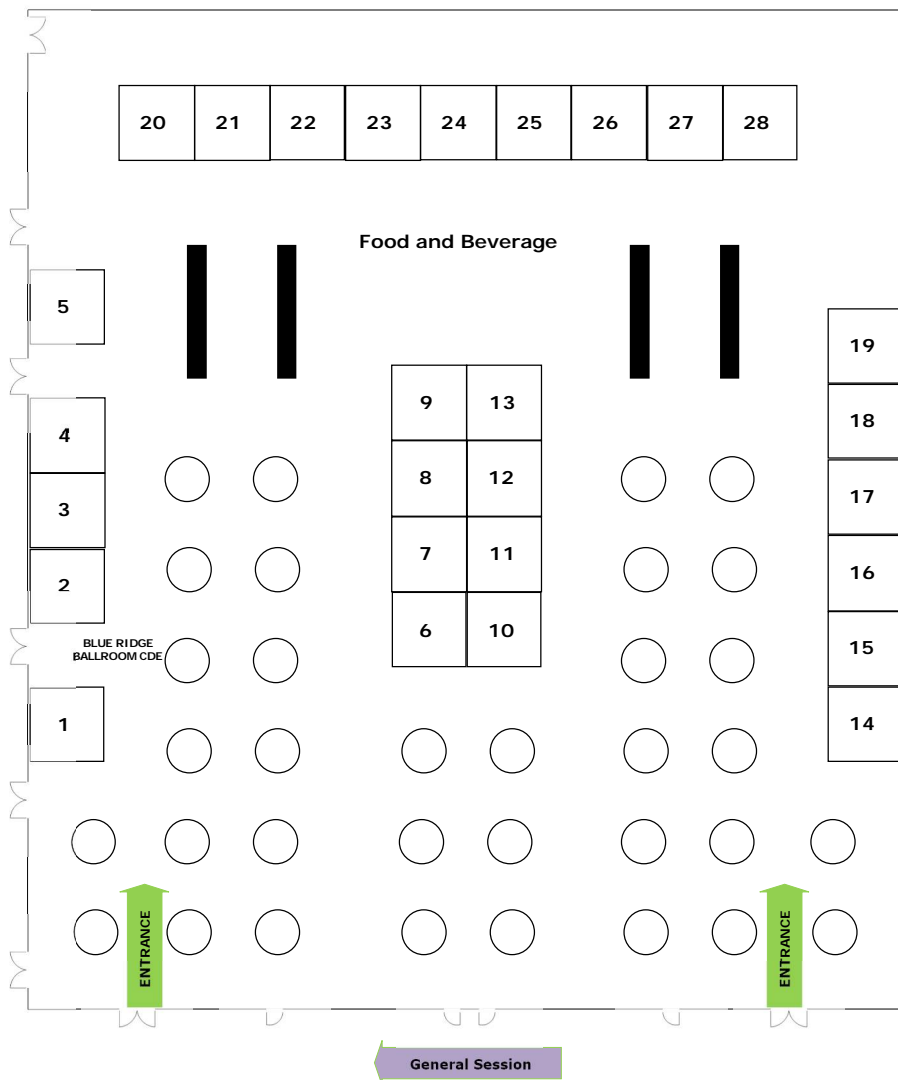 20 21 22 23 24 25 26 27 28
Food and Beverage
5
19
9 13
4
18
8 12
3
17
7 11
2
16
6 10
BLUE RIDGE
BALLROOM CDE
15
1
14
ENTRANCE
ENTRANCE
General Session